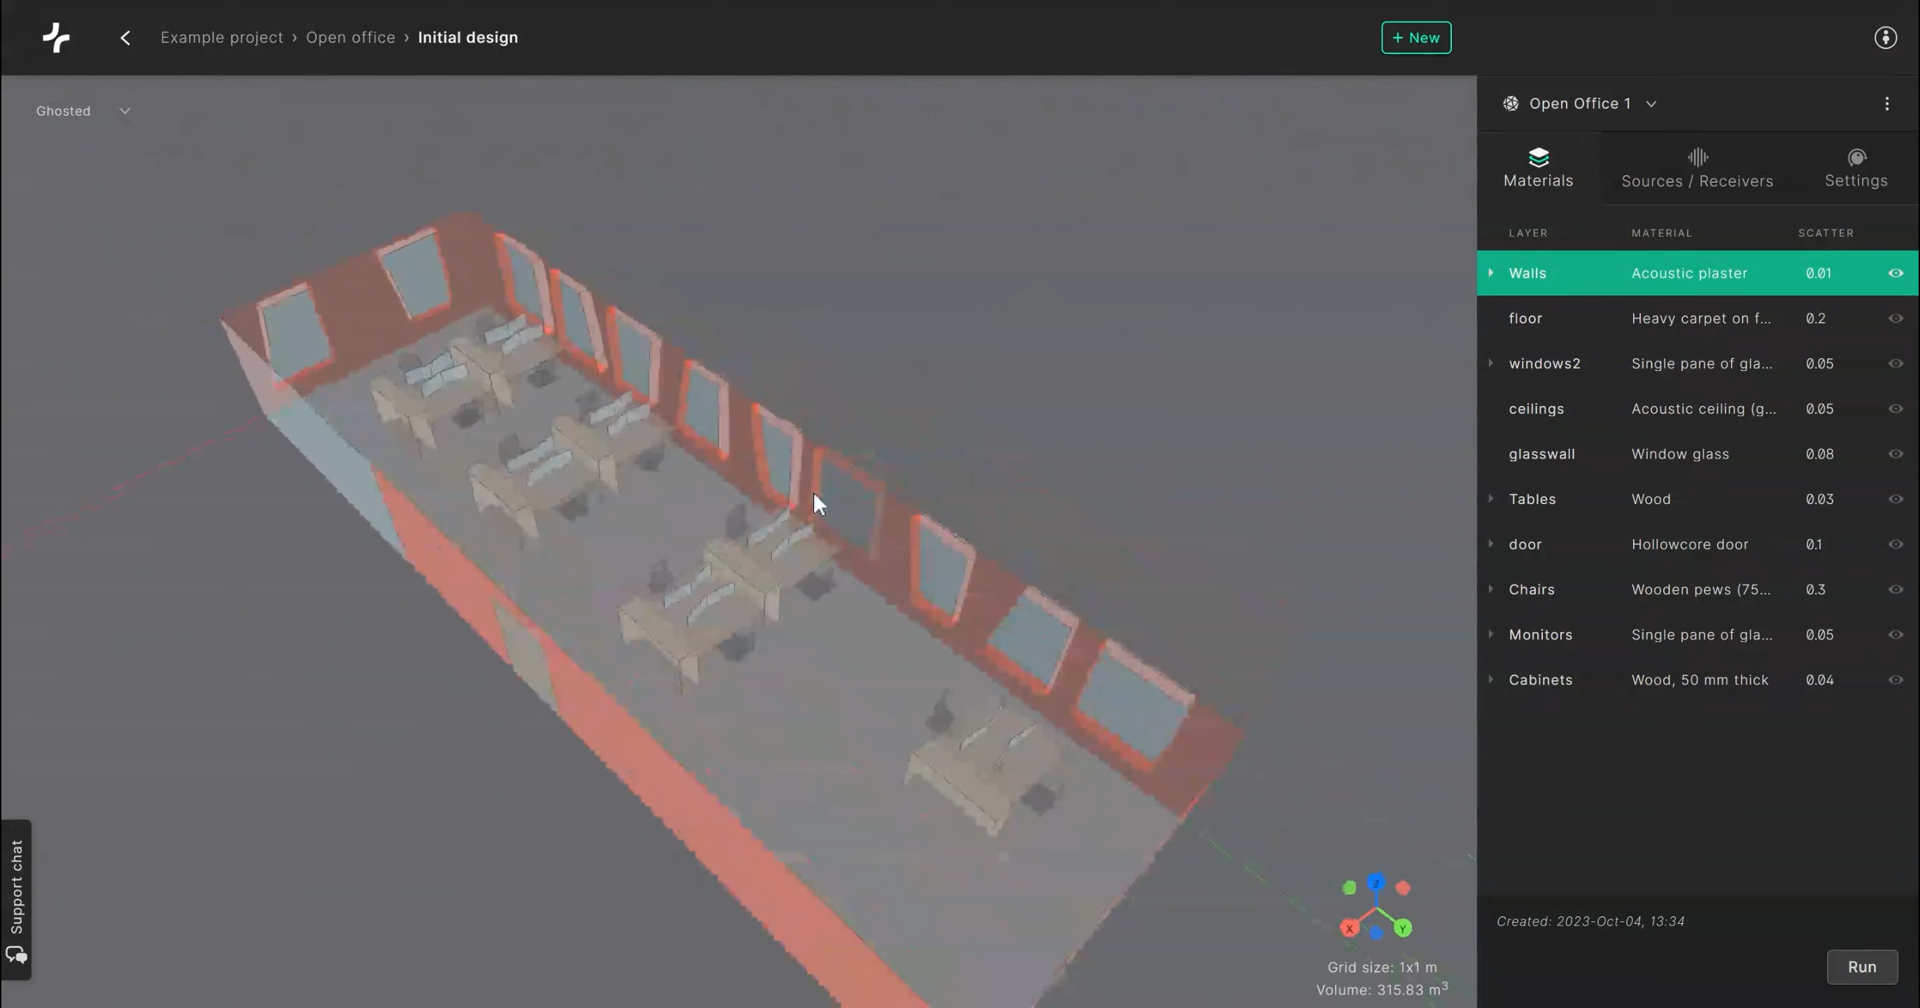 Example project › Open office › Initial design
+ New
Ghosted
Open Office 1
Materials
Sources / Receivers
Settings
LAYER MATERIAL SCATTER
Walls Acoustic plaster 0.01
floor Heavy carpet on f... 0.2
windows2 Single pane of gla... 0.05
ceilings Acoustic ceiling (g... 0.05
glasswall Window glass 0.08
Tables Wood 0.03
door Hollowcore door 0.1
Chairs Wooden pews (75... 0.3
Monitors Single pane of gla... 0.05
Cabinets Wood, 50 mm thick 0.04
Support chat
Z
X
Y
Grid size: 1x1 m
Volume: 315.83 m³
Created: 2023-Oct-04, 13:34
Run